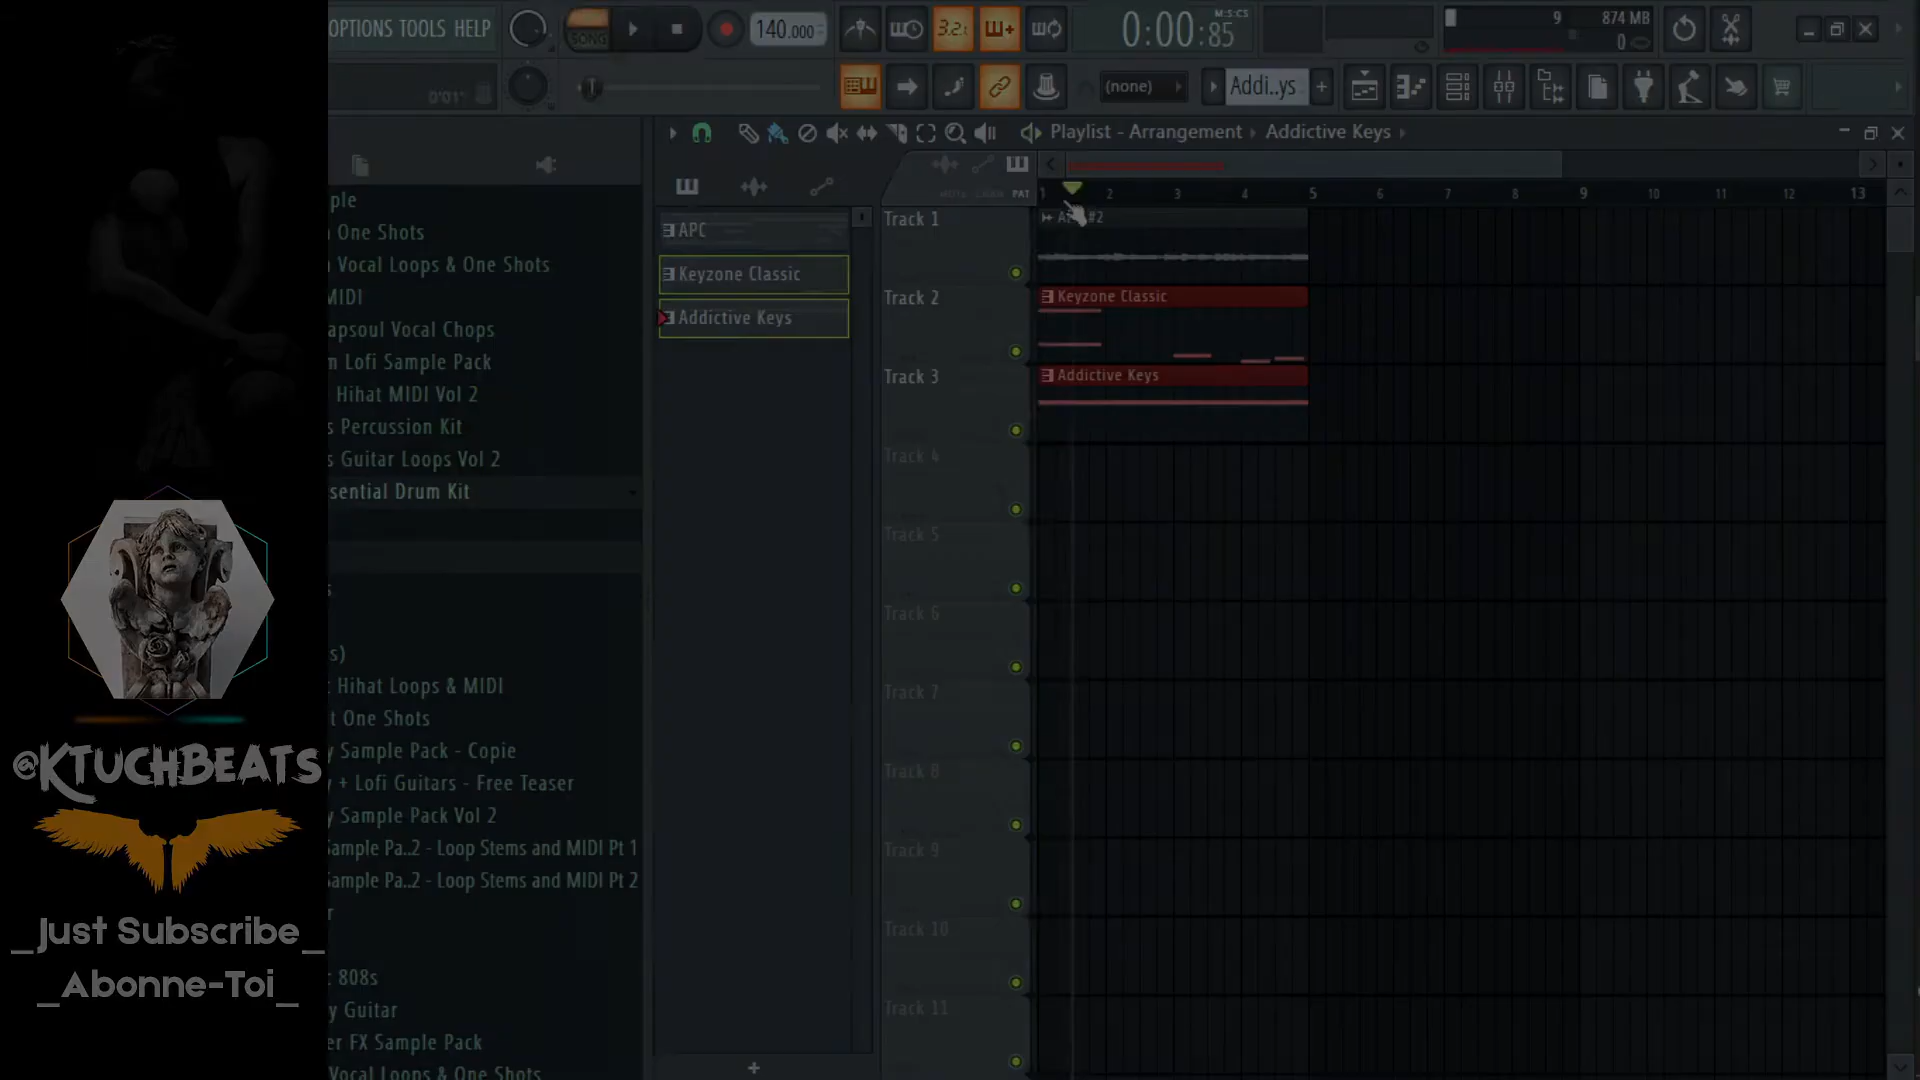 OPTIONS TOOLS HELP
SONG
140.000
3.2.
0:00:85
M:S:CS
9
874 MB
0
0'01"
(none)
Addi..ys
Playlist - Arrangement
Addictive Keys
1 2 3 4 5 6 7 8 9 10 11 12 13
PAT
ple
One Shots
Vocal Loops & One Shots
MIDI
apsoul Vocal Chops
m Lofi Sample Pack
Hihat MIDI Vol 2
s Percussion Kit
s Guitar Loops Vol 2
sential Drum Kit
s)
t Hihat Loops & MIDI
t One Shots
y Sample Pack - Copie
y + Lofi Guitars - Free Teaser
y Sample Pack Vol 2
Sample Pa..2 - Loop Stems and MIDI Pt 1
Sample Pa..2 - Loop Stems and MIDI Pt 2
r
t 808s
y Guitar
er FX Sample Pack
Vocal Loops & One Shots
APC
Keyzone Classic
Addictive Keys
Track 1
#2
Track 2
Keyzone Classic
Track 3
Addictive Keys
Track 4
Track 5
Track 6
Track 7
Track 8
Track 9
Track 10
Track 11
@KTUCHBEATS
_Just Subscribe_
_Abonne-Toi_